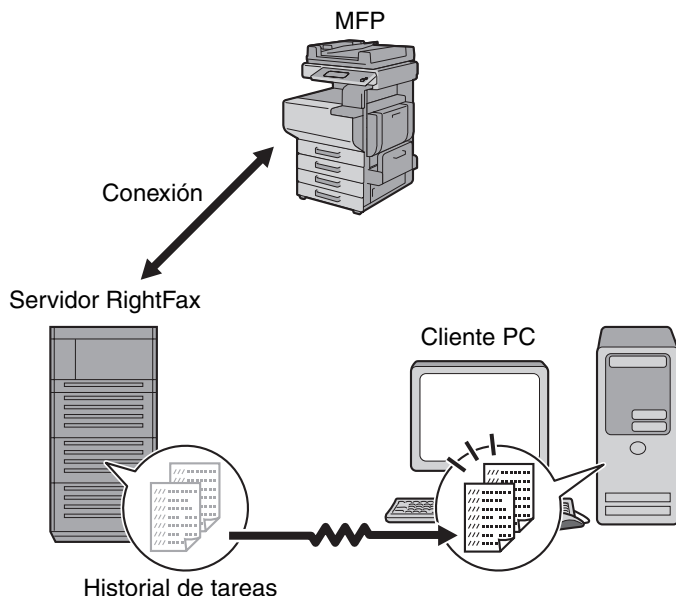 MFP
Conexión
Servidor RightFax
Cliente PC
Historial de tareas